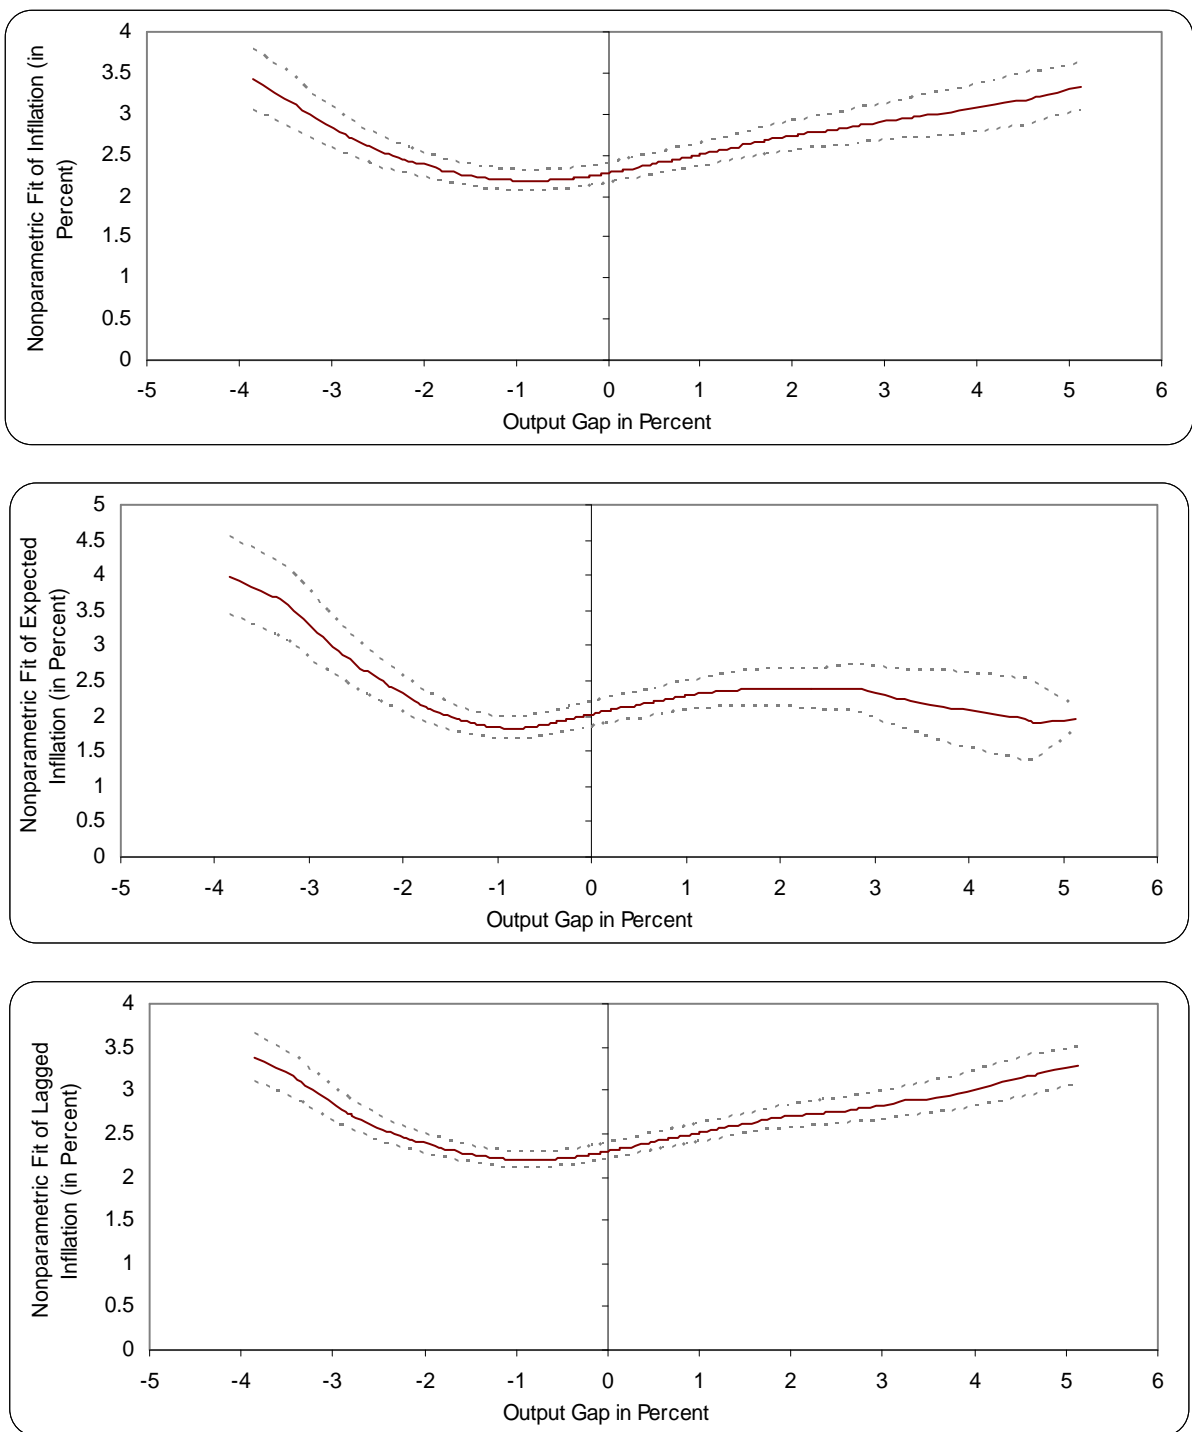 Nonparametric Fit of Infllation (in
Percent)
4
3.5
3
2.5
2
1.5
1
0.5
0
-5 -4 -3 -2 -1 0 1 2 3 4 5 6
Output Gap in Percent
Nonparametric Fit of Expected
Infllation (in Percent)
5
4.5
4
3.5
3
2.5
2
1.5
1
0.5
0
-5 -4 -3 -2 -1 0 1 2 3 4 5 6
Output Gap in Percent
Nonparametric Fit of Lagged
Infllation (in Percent)
4
3.5
3
2.5
2
1.5
1
0.5
0
-5 -4 -3 -2 -1 0 1 2 3 4 5 6
Output Gap in Percent